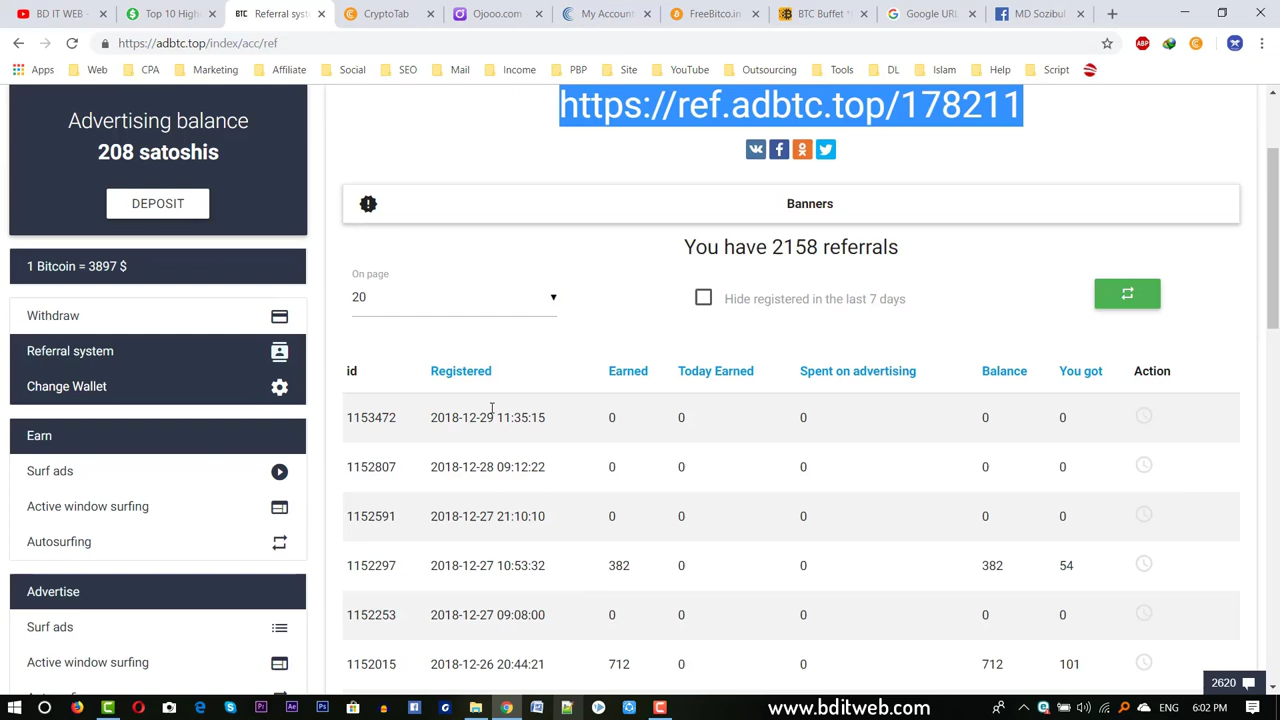 BD IT WEB -
Top 10 Highe
Referral syst
CryptoTab
Ojooo.com
My Account
FreeBitco.in
BTC Burst *
Google URL
MD Sozibul
https://adbtc.top/index/acc/ref
Apps Web CPA Marketing Affiliate Social SEO Mail Income PBP Site YouTube Outsourcing Tools DL Islam Help Script
Advertising balance
208 satoshis
DEPOSIT
1 Bitcoin = 3897 $
Withdraw
Referral system
Change Wallet
Earn
Surf ads
Active window surfing
Autosurfing
Advertise
Surf ads
Active window surfing
https://ref.adbtc.top/178211
Banners
You have 2158 referrals
On page
20
Hide registered in the last 7 days
id Registered Earned Today Earned Spent on advertising Balance You got Action
1153472 2018-12-29 11:35:15 0 0 0 0 0
1152807 2018-12-28 09:12:22 0 0 0 0 0
1152591 2018-12-27 21:10:10 0 0 0 0 0
1152297 2018-12-27 10:53:32 382 0 0 382 54
1152253 2018-12-27 09:08:00 0 0 0 0 0
1152015 2018-12-26 20:44:21 712 0 0 712 101
2620
www.bditweb.com
ENG 6:02 PM